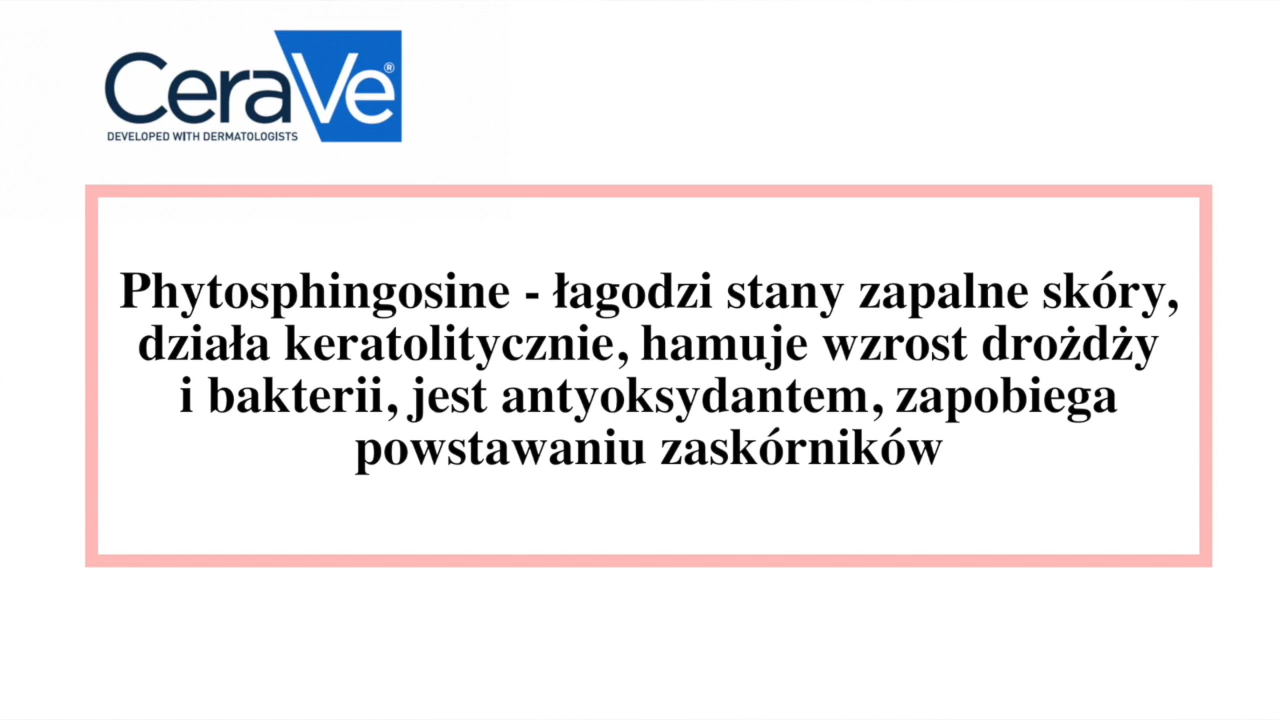 CeraVe®
DEVELOPED WITH DERMATOLOGISTS
Phytosphingosine - łagodzi stany zapalne skóry,
działa keratolitycznie, hamuje wzrost drożdży
i bakterii, jest antyoksydantem, zapobiega
powstawaniu zaskórników